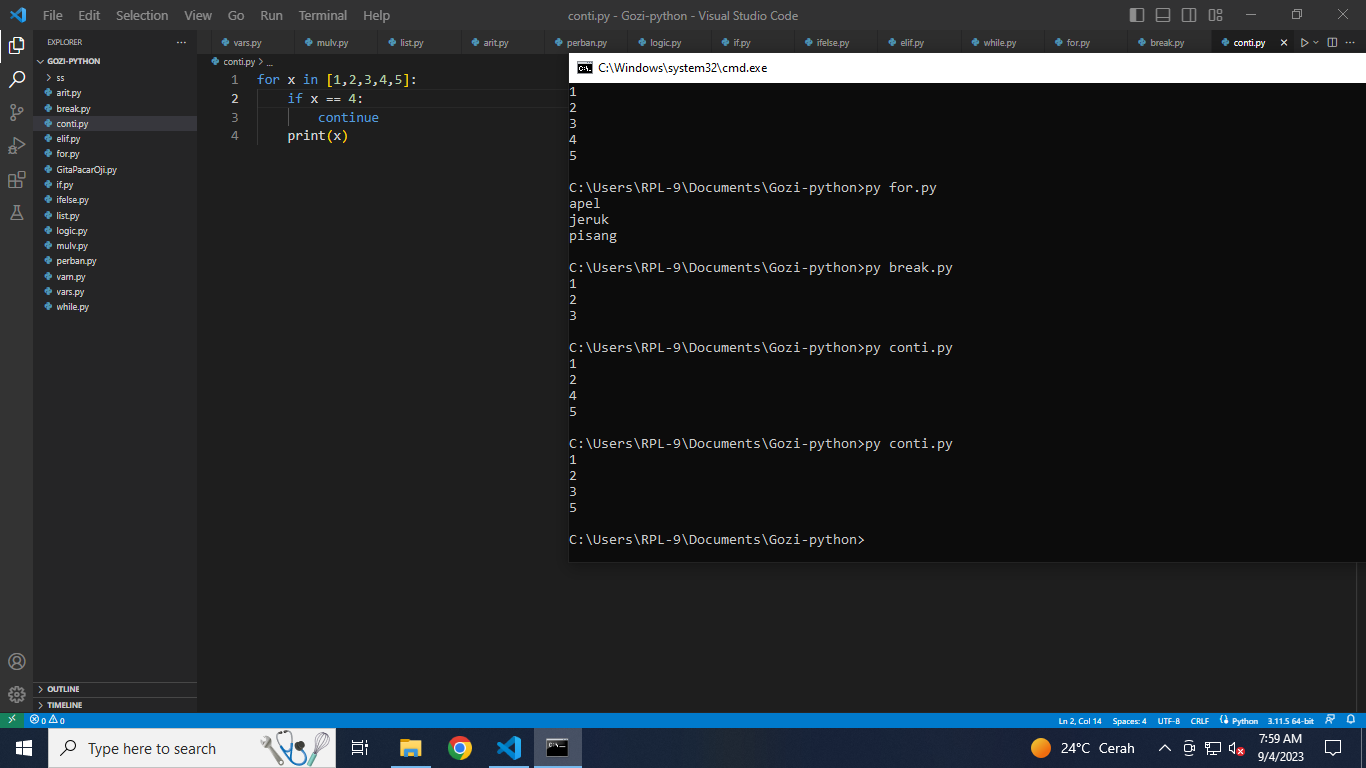 File Edit Selection View Go Run Terminal Help
conti.py - Gozi-python - Visual Studio Code
EXPLORER
GOZI-PYTHON
ss
arit.py
break.py
conti.py
elif.py
for.py
GitaPacarOji.py
if.py
ifelse.py
list.py
logic.py
mulv.py
perban.py
varn.py
vars.py
while.py
OUTLINE
TIMELINE
vars.py mulv.py list.py arit.py perban.py logic.py if.py ifelse.py elif.py while.py for.py break.py conti.py
conti.py > ...
1 for x in [1,2,3,4,5]:
2 if x == 4:
3 continue
4 print(x)
C:\Windows\system32\cmd.exe
1
2
3
4
5
C:\Users\RPL-9\Documents\Gozi-python>py for.py
apel
jeruk
pisang
C:\Users\RPL-9\Documents\Gozi-python>py break.py
1
2
3
C:\Users\RPL-9\Documents\Gozi-python>py conti.py
1
2
4
5
C:\Users\RPL-9\Documents\Gozi-python>py conti.py
1
2
3
5
C:\Users\RPL-9\Documents\Gozi-python>
0 0 Ln 2, Col 14 Spaces: 4 UTF-8 CRLF Python 3.11.5 64-bit
Type here to search
24°C Cerah
7:59 AM
9/4/2023